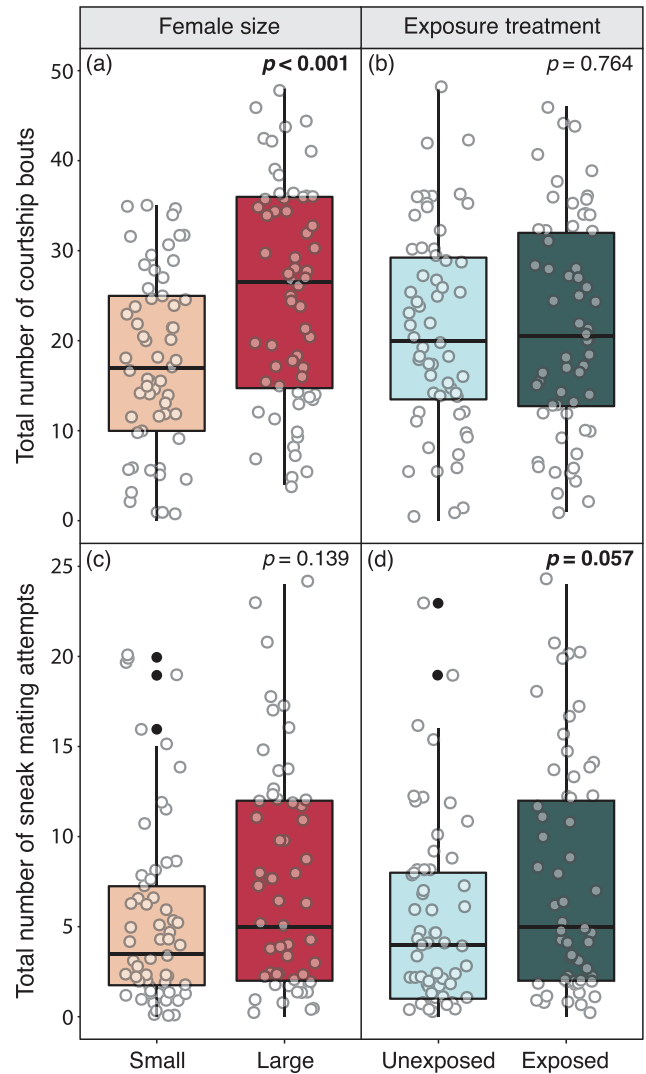 Female size
Exposure treatment
(a)
p < 0.001
(b)
p = 0.764
Total number of courtship bouts
50
40
30
20
10
0
(c)
p = 0.139
(d)
p = 0.057
Total number of sneak mating attempts
25
20
15
10
5
0
Small
Large
Unexposed
Exposed